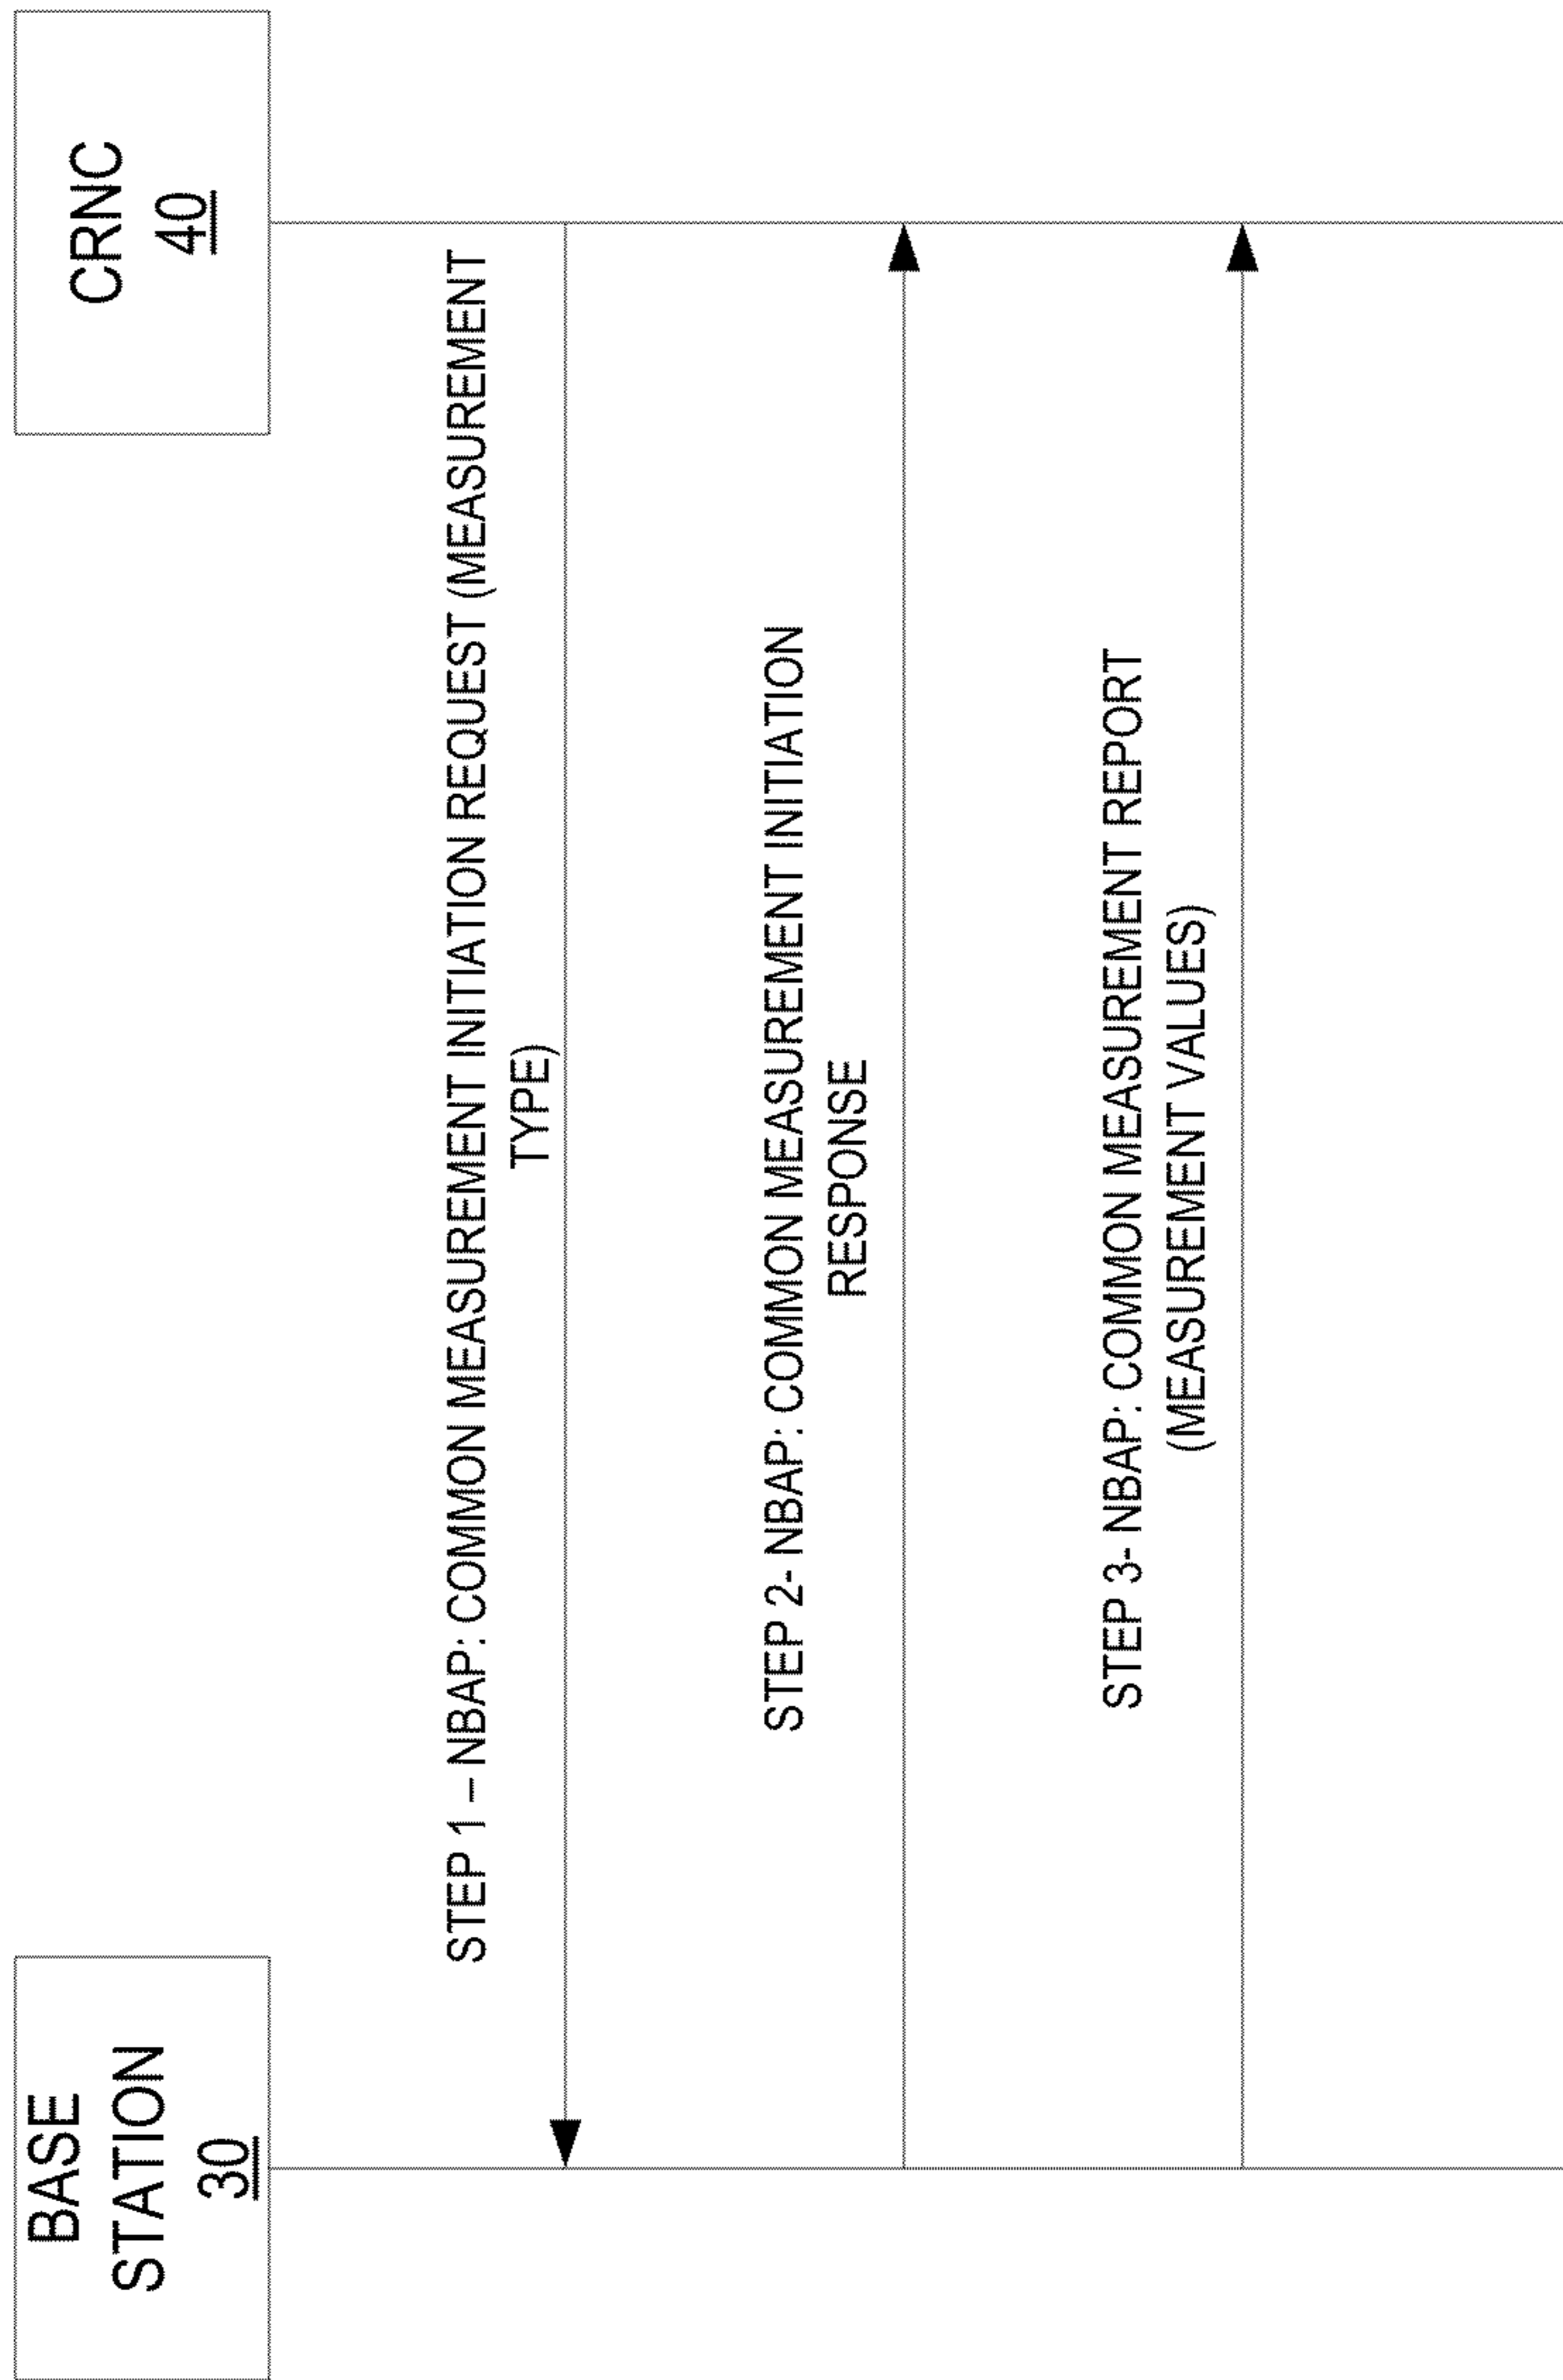 BASE
STATION
30
CRNC
40
STEP 1 – NBAP: COMMON MEASUREMENT INITIATION REQUEST (MEASUREMENT
TYPE)
STEP 2- NBAP: COMMON MEASUREMENT INITIATION
RESPONSE
STEP 3- NBAP: COMMON MEASUREMENT REPORT
(MEASUREMENT VALUES)